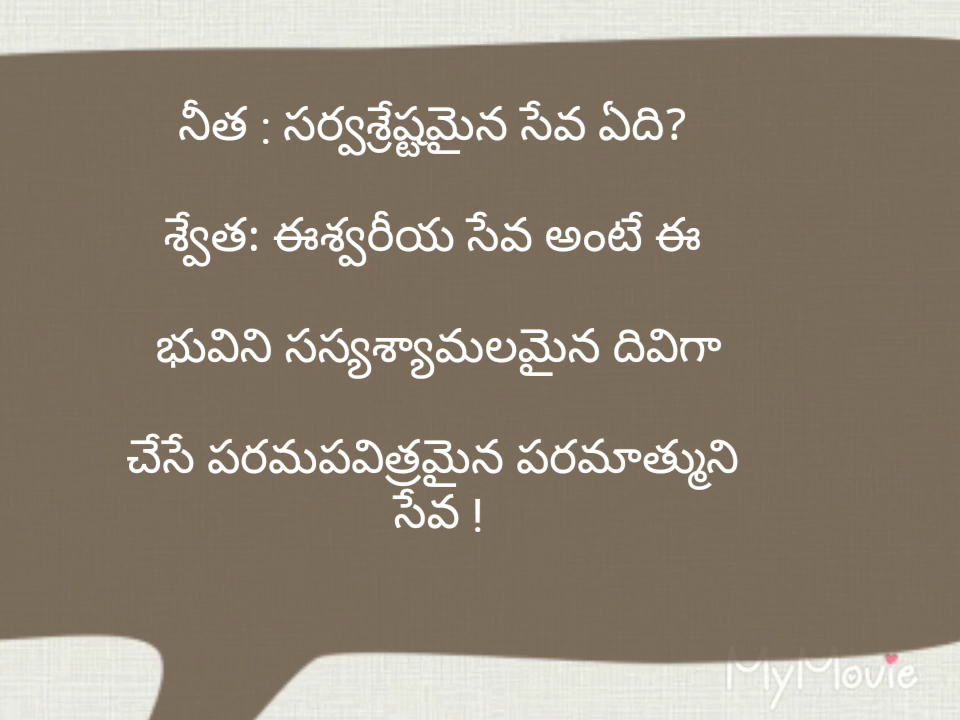 నీత : సర్వశ్రేష్టమైన సేవ ఏది?
శ్వేత: ఈశ్వరీయ సేవ అంటే ఈ
భువిని సస్యశ్యామలమైన దివిగా
చేసే పరమపవిత్రమైన పరమాత్ముని
సేవ !
MyMovie